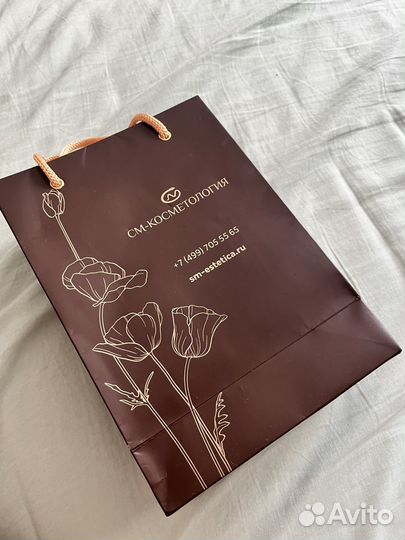 СМ-КОСМЕТОЛОГИЯ
+7 (499) 705 55 65
sm-estetica.ru
Avito